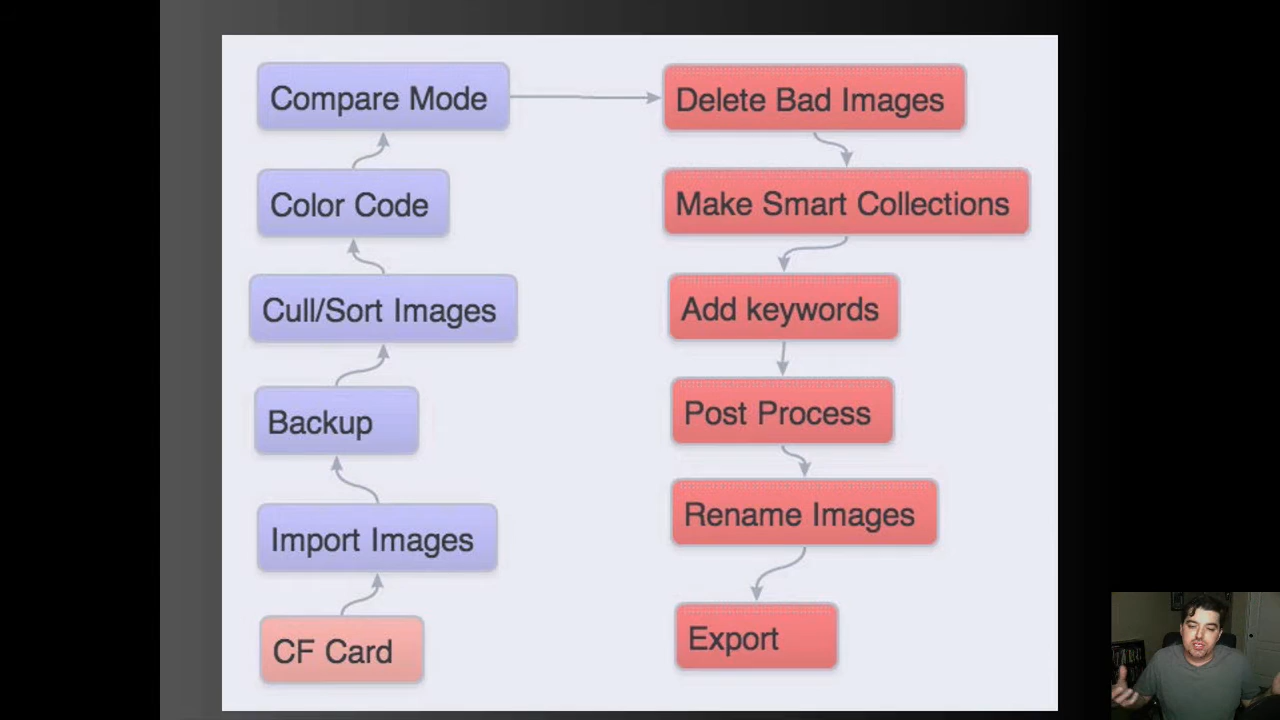 Compare Mode
Color Code
Cull/Sort Images
Backup
Import Images
CF Card
Delete Bad Images
Make Smart Collections
Add keywords
Post Process
Rename Images
Export